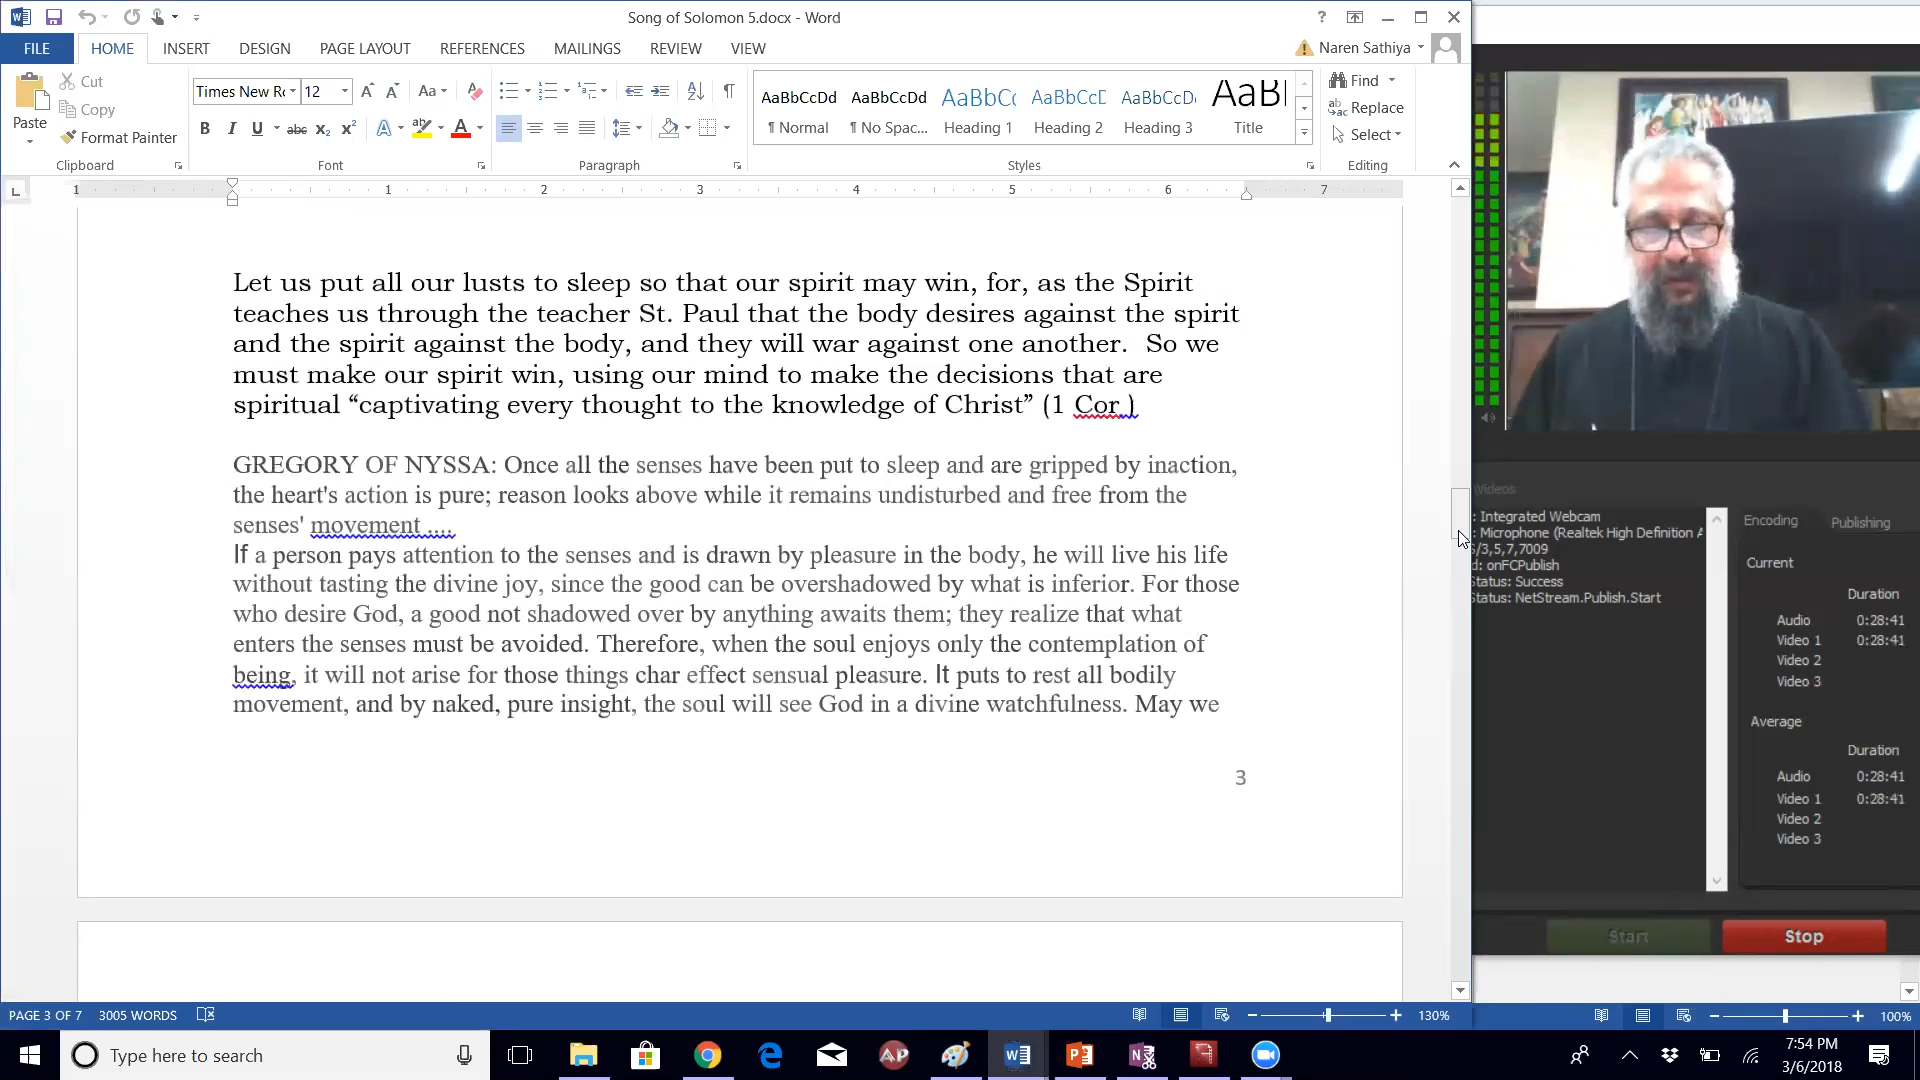 Song of Solomon 5.docx - Word
FILE HOME INSERT DESIGN PAGE LAYOUT REFERENCES MAILINGS REVIEW VIEW
Naren Sathiya
Paste
Cut
Copy
Format Painter
Clipboard
Times New Ro 12
Font
Paragraph
AaBbCcDd AaBbCcDd AaBbCc AaBbCcD AaBbCcDc AaBl
¶ Normal ¶ No Spac... Heading 1 Heading 2 Heading 3 Title
Styles
Find
Replace
Select
Editing
1 1 2 3 4 5 6 7
Let us put all our lusts to sleep so that our spirit may win, for, as the Spirit
teaches us through the teacher St. Paul that the body desires against the spirit
and the spirit against the body, and they will war against one another.  So we
must make our spirit win, using our mind to make the decisions that are
spiritual “captivating every thought to the knowledge of Christ” (1 Cor )
GREGORY OF NYSSA: Once all the senses have been put to sleep and are gripped by inaction,
the heart's action is pure; reason looks above while it remains undisturbed and free from the
senses' movement ....
If a person pays attention to the senses and is drawn by pleasure in the body, he will live his life
without tasting the divine joy, since the good can be overshadowed by what is inferior. For those
who desire God, a good not shadowed over by anything awaits them; they realize that what
enters the senses must be avoided. Therefore, when the soul enjoys only the contemplation of
being, it will not arise for those things char effect sensual pleasure. It puts to rest all bodily
movement, and by naked, pure insight, the soul will see God in a divine watchfulness. May we
3
PAGE 3 OF 7 3005 WORDS
130%
Videos
: Integrated Webcam
: Microphone (Realtek High Definition A
/3,5,7,7009
d: onFCPublish
Status: Success
Status: NetStream.Publish.Start
Encoding Publishing
Current
Duration
Audio 0:28:41
Video 1 0:28:41
Video 2
Video 3
Average
Duration
Audio 0:28:41
Video 1 0:28:41
Video 2
Video 3
Start Stop
100%
Type here to search
7:54 PM
3/6/2018